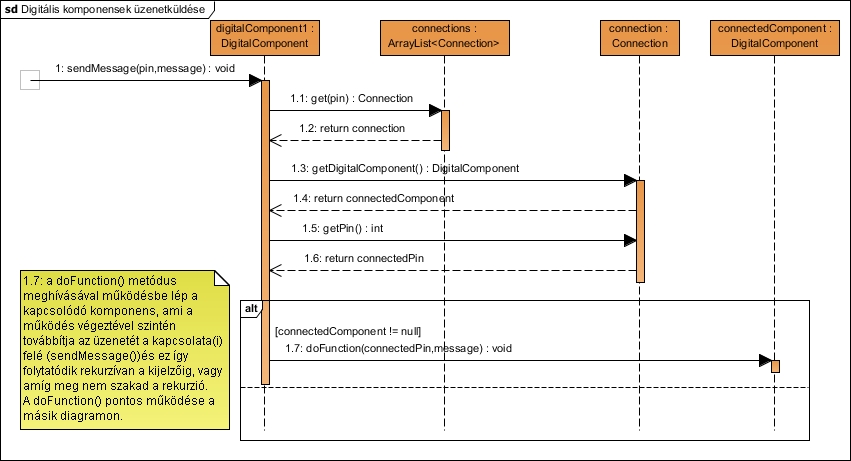 sd Digitális komponensek üzenetküldése
digitalComponent1 :
DigitalComponent
connections :
ArrayList<Connection>
connection :
Connection
connectedComponent :
DigitalComponent
1: sendMessage(pin,message) : void
1.1: get(pin) : Connection
1.2: return connection
1.3: getDigitalComponent() : DigitalComponent
1.4: return connectedComponent
1.5: getPin() : int
1.6: return connectedPin
1.7: a doFunction() metódus
meghívásával működésbe lép a
kapcsolódó komponens, ami a
működés végeztével szintén
továbbítja az üzenetét a kapcsolata(i)
felé (sendMessage())és ez így
folytatódik rekurzívan a kijelzőig, vagy
amíg meg nem szakad a rekurzió.
A doFunction() pontos működése a
másik diagramon.
alt
[connectedComponent != null]
1.7: doFunction(connectedPin,message) : void